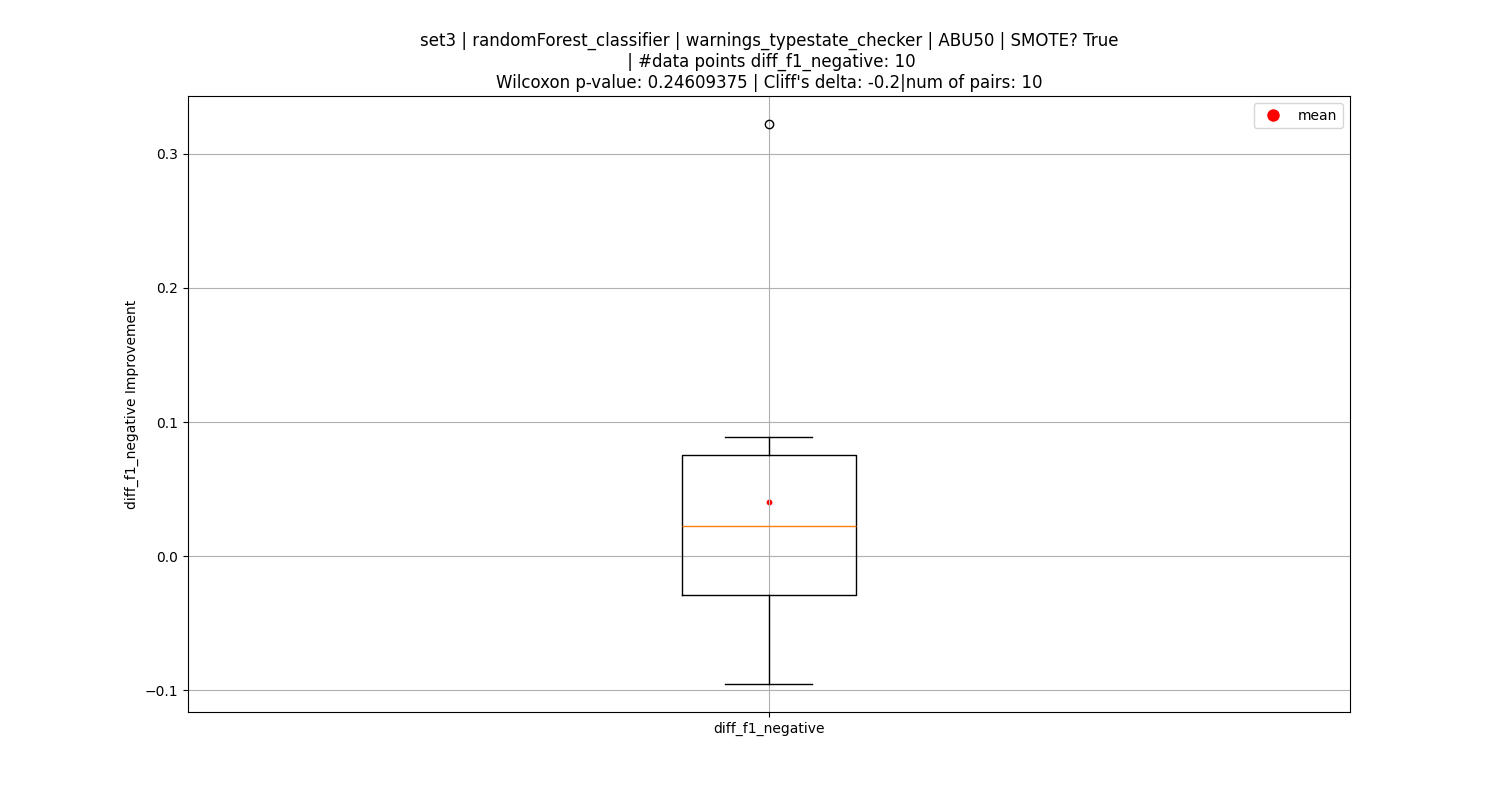 set3 | randomForest_classifier | warnings_typestate_checker | ABU50 | SMOTE? True
| #data points diff_f1_negative: 10
Wilcoxon p-value: 0.24609375 | Cliff's delta: -0.2|num of pairs: 10
mean
0.3
0.2
0.1
0.0
−0.1
diff_f1_negative Improvement
diff_f1_negative